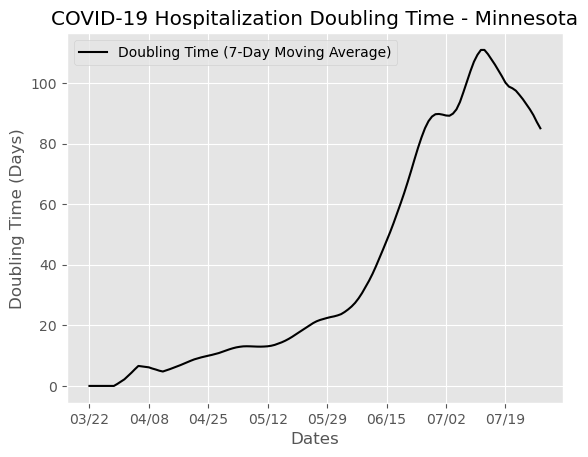 COVID-19 Hospitalization Doubling Time - Minnesota
Doubling Time (7-Day Moving Average)
Doubling Time (Days)
100
80
60
40
20
0
03/22 04/08 04/25 05/12 05/29 06/15 07/02 07/19
Dates